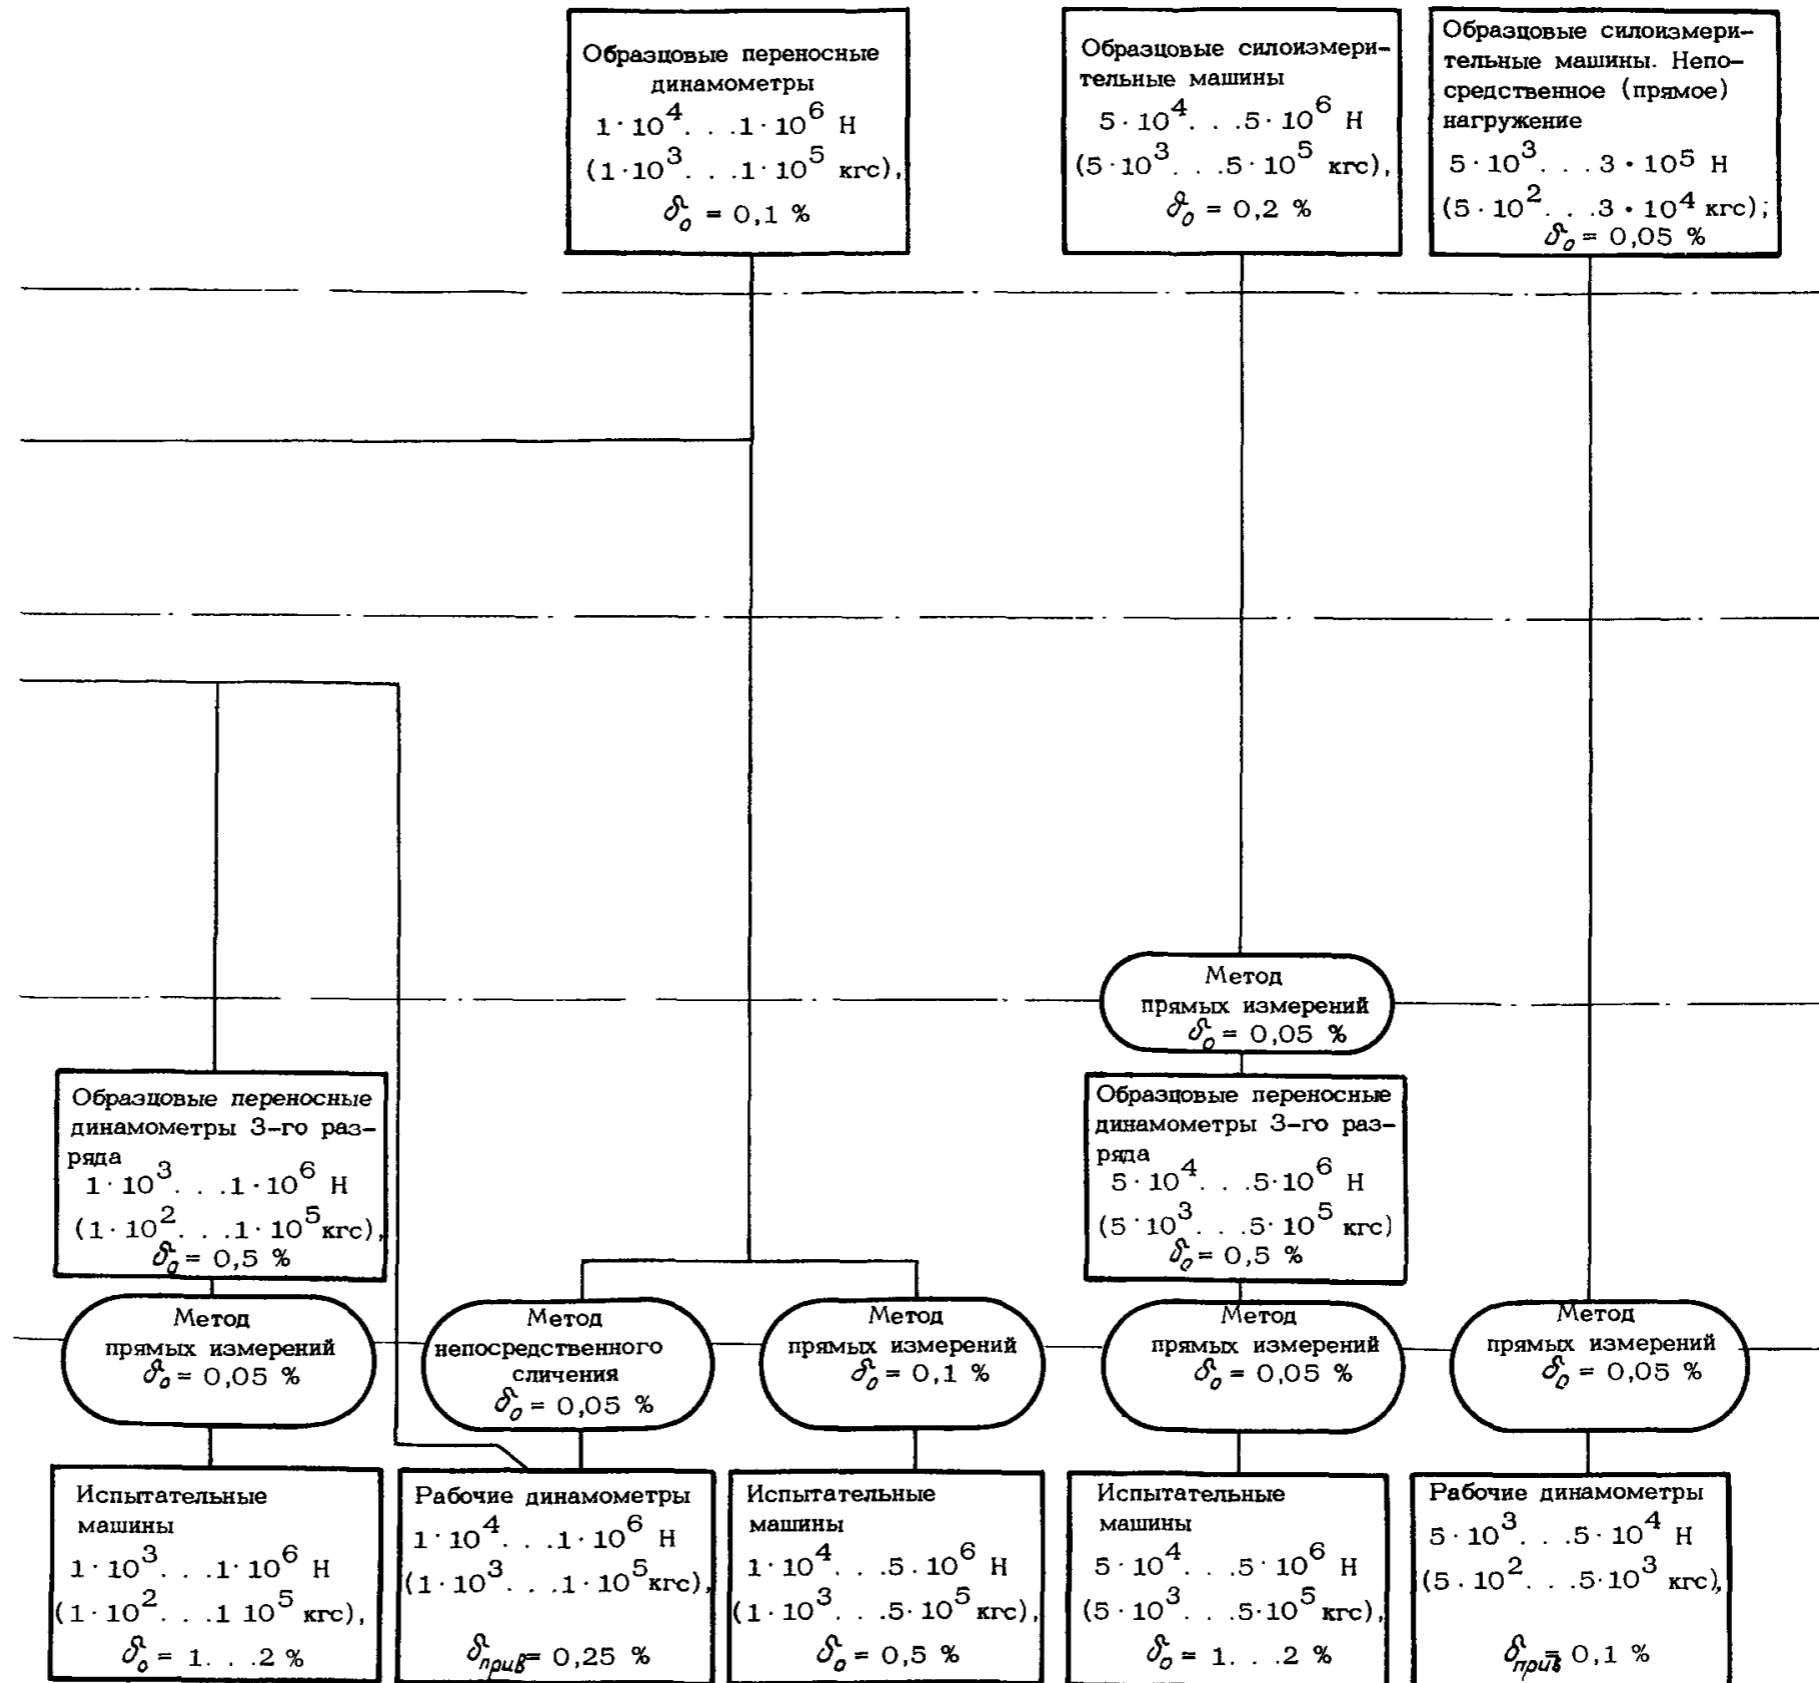 Образцовые переносные
динамометры
1·10⁴. . .1·10⁶ Н
(1·10³. . .1·10⁵ кгс),
δ₀ = 0,1 %
Образцовые силоизмери-
тельные машины
5·10⁴. . .5·10⁶ Н
(5·10³. . .5·10⁵ кгс),
δ₀ = 0,2 %
Образцовые силоизмери-
тельные машины. Непо-
средственное (прямое)
нагружение
5·10³. . .3·10⁵ Н
(5·10². . .3·10⁴ кгс);
δ₀ = 0,05 %
Метод
прямых измерений
δ₀ = 0,05 %
Образцовые переносные
динамометры 3-го раз-
ряда
1·10³. . .1·10⁶ Н
(1·10². . .1·10⁵ кгс),
δ₀ = 0,5 %
Образцовые переносные
динамометры 3-го раз-
ряда
5·10⁴. . .5·10⁶ Н
(5·10³. . .5·10⁵ кгс)
δ₀ = 0,5 %
Метод
прямых измерений
δ₀ = 0,05 %
Метод
непосредственного
сличения
δ₀ = 0,05 %
Метод
прямых измерений
δ₀ = 0,1 %
Метод
прямых измерений
δ₀ = 0,05 %
Метод
прямых измерений
δ₀ = 0,05 %
Испытательные
машины
1·10³. . .1·10⁶ Н
(1·10². . .1 10⁵ кгс),
δ₀ = 1. . .2 %
Рабочие динамометры
1·10⁴. . .1·10⁶ Н
(1·10³. . .1·10⁵ кгс),
δприв = 0,25 %
Испытательные
машины
1·10⁴. . .5.10⁶ Н
(1·10³. . .5·10⁵ кгс),
δ₀ = 0,5 %
Испытательные
машины
5·10⁴. . .5·10⁶ Н
(5·10³. . .5·10⁵ кгс),
δ₀ = 1. . .2 %
Рабочие динамометры
5·10³. . .5·10⁴ Н
(5.10². . .5·10³ кгс),
δприв = 0,1 %